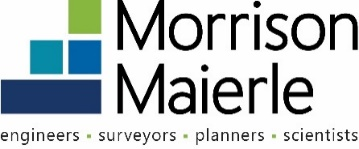 Morrison
Maierle
engineers ▪ surveyors ▪ planners ▪ scientists